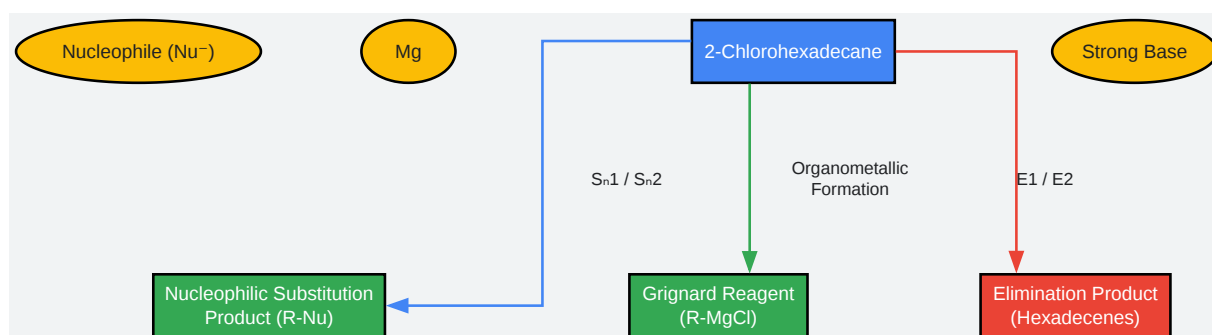 Nucleophile (Nu⁻)
Mg
2-Chlorohexadecane
Strong Base
Sₙ1 / Sₙ2
Organometallic
Formation
E1 / E2
Nucleophilic Substitution
Product (R-Nu)
Grignard Reagent
(R-MgCl)
Elimination Product
(Hexadecenes)